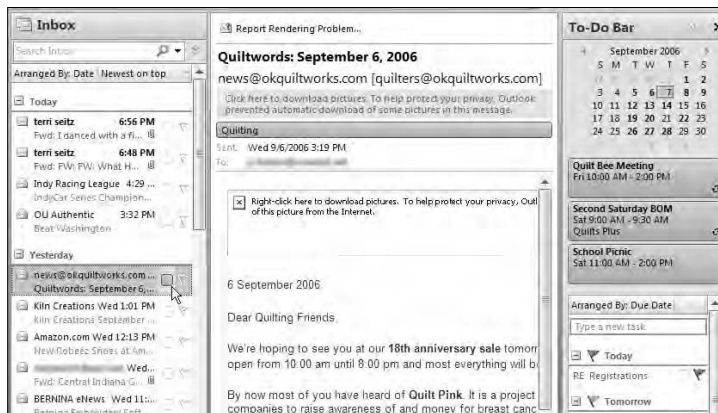 Inbox
Search Inbox
Arranged By: Date Newest on top
Today
terri seitz 6:56 PM
Fwd: I danced with a fi...
terri seitz 6:48 PM
Fwd: FW: FW: What H...
Indy Racing League 4:29 ...
IndyCar Series Champion...
OU Authentic 3:32 PM
Beat Washington
Yesterday
news@okquiltworks.com ...
Quiltwords: September 6,...
Kiln Creations Wed 1:01 PM
Kiln Creations September ...
Amazon.com Wed 12:13 PM
New Robeez Shoes at Am...
Wed...
Fwd: Central Indiana G...
BERNINA eNews Wed 11:...
Bernina Embroidery Soft...
Report Rendering Problem...
Quiltwords: September 6, 2006
news@okquiltworks.com [quilters@okquiltworks.com]
Click here to download pictures. To help protect your privacy, Outlook
prevented automatic download of some pictures in this message.
Quilting
Sent: Wed 9/6/2006 3:19 PM
To:
Right-click here to download pictures. To help protect your privacy, Outl
of this picture from the Internet.
6 September 2006
Dear Quilting Friends,
We're hoping to see you at our 18th anniversary sale tomorr
open from 10:00 am until 8:00 pm and most everything will b
By now most of you have heard of Quilt Pink. It is a project
companies to raise awareness of and money for breast canc
To-Do Bar
September 2006
S M T W T F S
1 2
3 4 5 6 7 8 9
10 11 12 13 14 15 16
17 18 19 20 21 22 23
24 25 26 27 28 29 30
Quilt Bee Meeting
Fri 10:00 AM - 2:00 PM
Second Saturday BOM
Sat 9:00 AM - 9:30 AM
Quilts Plus
School Picnic
Sat 11:00 AM - 2:00 PM
Arranged By: Due Date
Type a new task
Today
RE: Registrations
Tomorrow